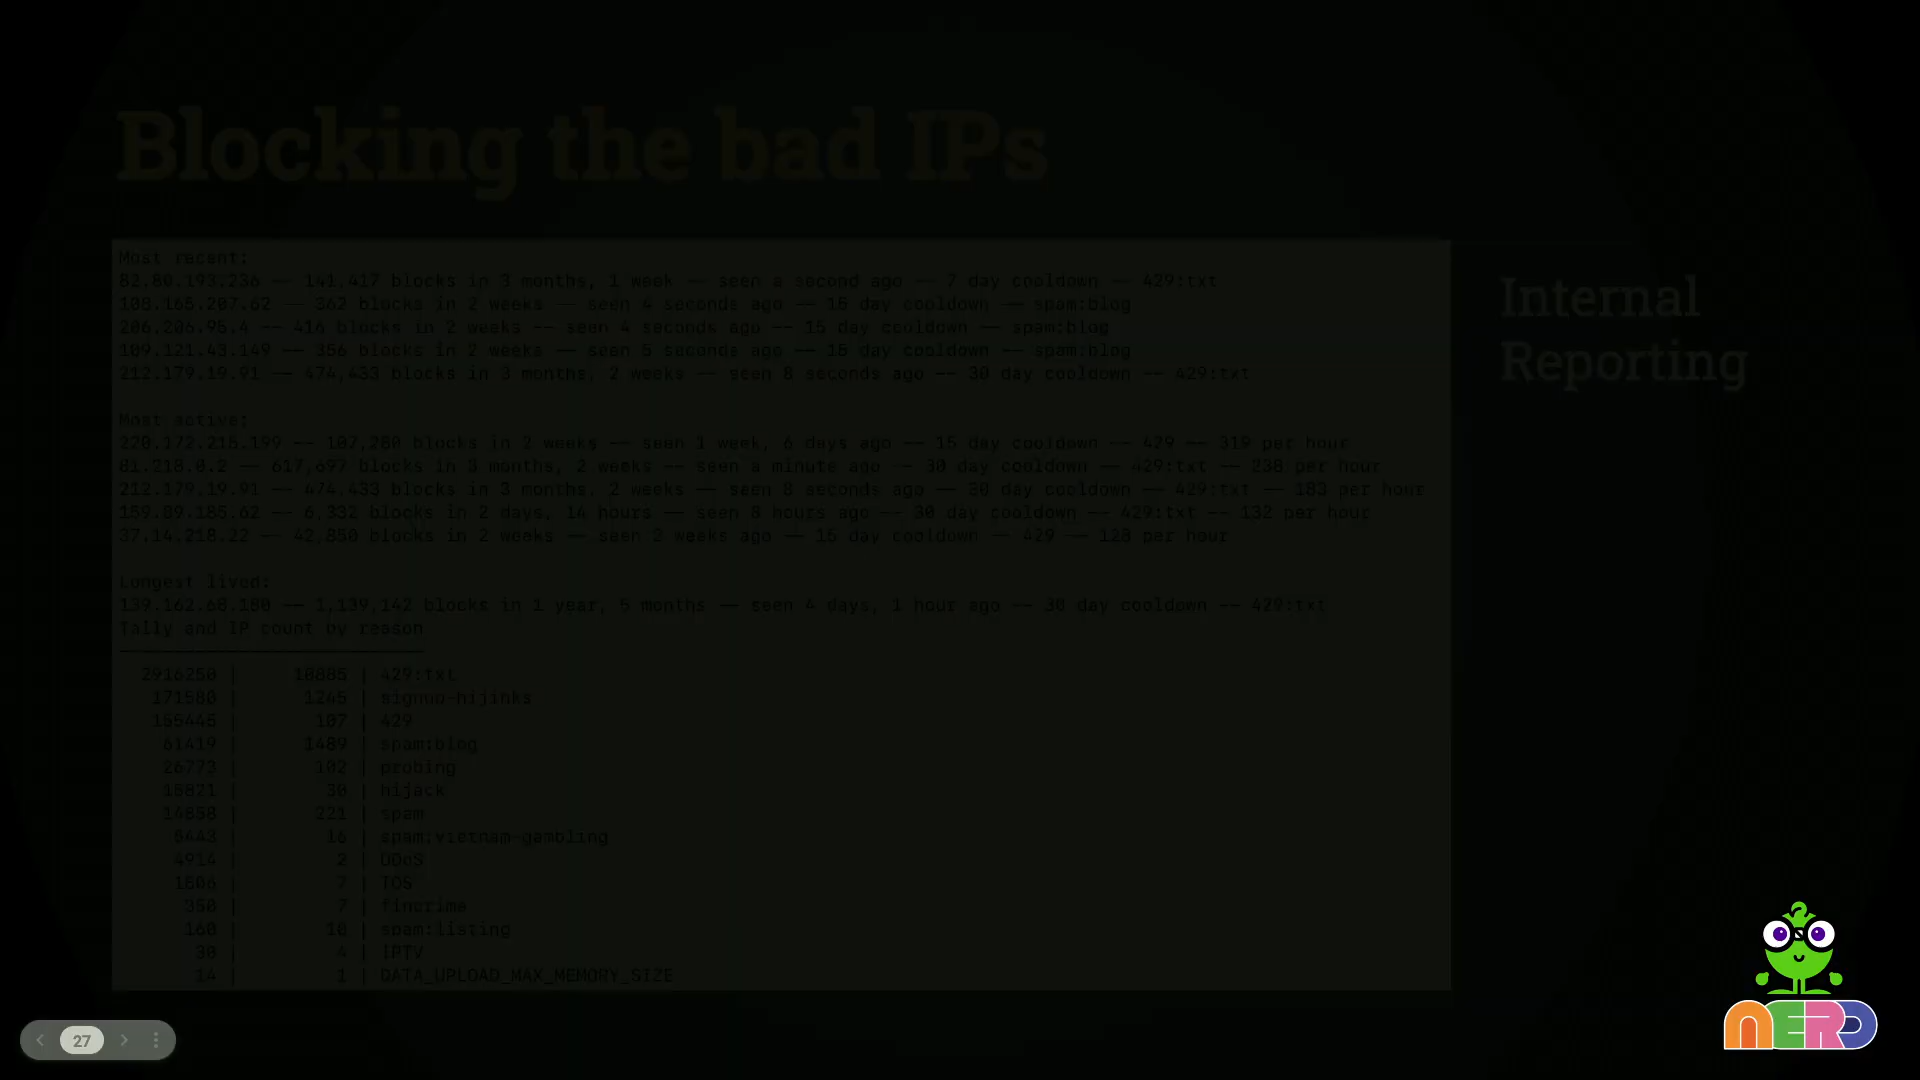 Blocking the bad IPs
Internal
Reporting
Most recent:
82.80.193.236 -- 141,417 blocks in 3 months, 1 week -- seen a second ago -- 7 day cooldown -- 429:txt
108.165.207.62 -- 362 blocks in 2 weeks -- seen 4 seconds ago -- 15 day cooldown -- spam:blog
206.206.95.4 -- 416 blocks in 2 weeks -- seen 4 seconds ago -- 15 day cooldown -- spam:blog
109.121.43.149 -- 356 blocks in 2 weeks -- seen 5 seconds ago -- 15 day cooldown -- spam:blog
212.179.19.91 -- 474,433 blocks in 3 months, 2 weeks -- seen 8 seconds ago -- 30 day cooldown -- 429:txt
Most active:
220.172.215.199 -- 107,280 blocks in 2 weeks -- seen 1 week, 6 days ago -- 15 day cooldown -- 429 -- 319 per hour
81.218.0.2 -- 617,697 blocks in 3 months, 2 weeks -- seen a minute ago -- 30 day cooldown -- 429:txt -- 238 per hour
212.179.19.91 -- 474,433 blocks in 3 months, 2 weeks -- seen 8 seconds ago -- 30 day cooldown -- 429:txt -- 183 per hour
159.89.185.62 -- 6,332 blocks in 2 days, 14 hours -- seen 8 hours ago -- 30 day cooldown -- 429:txt -- 132 per hour
37.14.218.22 -- 42,850 blocks in 2 weeks -- seen 2 weeks ago -- 15 day cooldown -- 429 -- 128 per hour
Longest lived:
139.162.68.180 -- 1,139,142 blocks in 1 year, 5 months -- seen 4 days, 1 hour ago -- 30 day cooldown -- 429:txt
Tally and IP count by reason
2916250 | 10885 | 429:txt
171580 | 1245 | signup-hijinks
155445 | 107 | 429
61419 | 1489 | spam:blog
26773 | 102 | probing
18821 | 30 | hijack
14858 | 221 | spam
8443 | 16 | spam:vietnam-gambling
4914 | 2 | DDoS
1506 | 7 | TOS
350 | 7 | fincrime
160 | 10 | spam:listing
30 | 4 | IPTV
14 | 1 | DATA_UPLOAD_MAX_MEMORY_SIZE
27
NERD